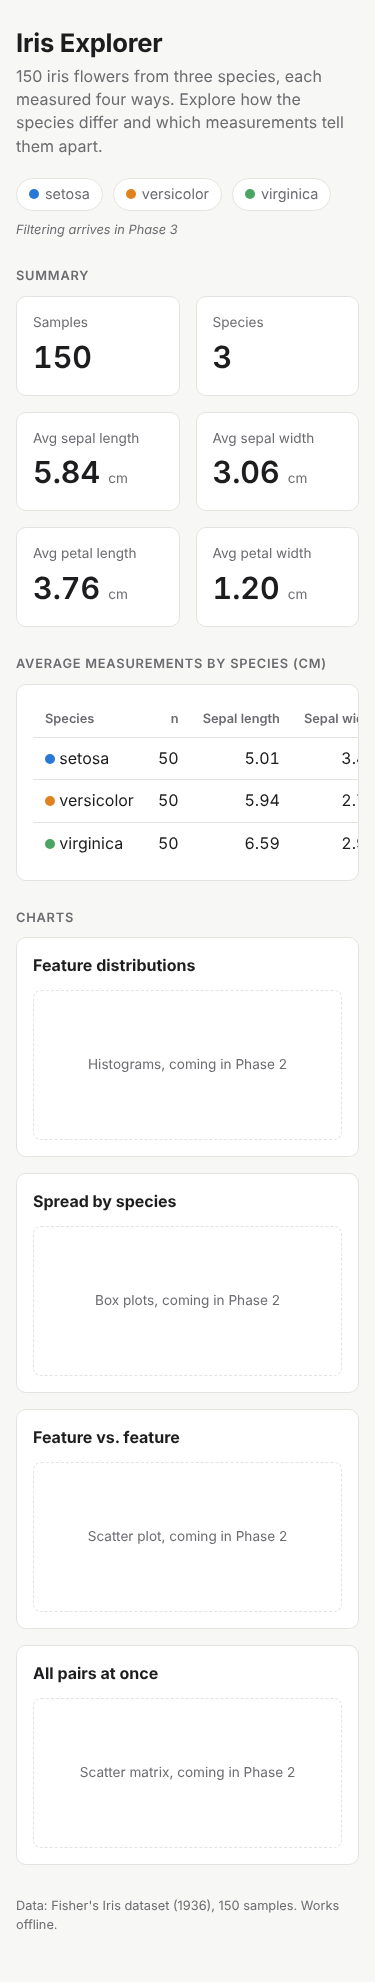 Iris Explorer
150 iris flowers from three species, each
measured four ways. Explore how the
species differ and which measurements tell
them apart.
setosa versicolor virginica
Filtering arrives in Phase 3
SUMMARY
Samples Species
150 3
Avg sepal length Avg sepal width
5.84 cm 3.06 cm
Avg petal length Avg petal width
3.76 cm 1.20 cm
AVERAGE MEASUREMENTS BY SPECIES (CM)
Species n Sepal length Sepal
setosa 50 5.01
versicolor 50 5.94
virginica 50 6.59
CHARTS
Feature distributions
Histograms, coming in Phase 2
Spread by species
Box plots, coming in Phase 2
Feature vs. feature
Scatter plot, coming in Phase 2
All pairs at once
Scatter matrix, coming in Phase 2
Data: Fisher's Iris dataset (1936), 150 samples. Works
offline.